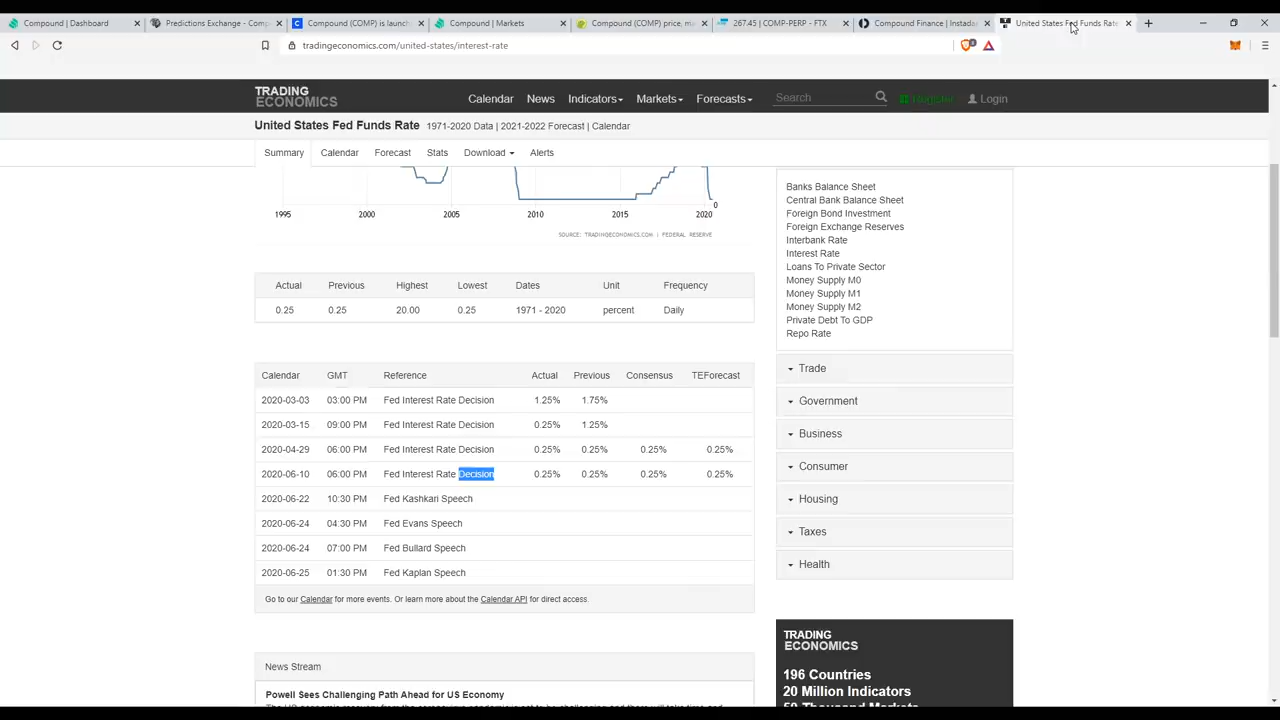 Compound | Dashboard
Predictions Exchange - Comp
Compound (COMP) is launch
Compound | Markets
Compound (COMP) price, ma
267.45 | COMP-PERP - FTX
Compound Finance | Instadap
United States Fed Funds Rate
tradingeconomics.com/united-states/interest-rate
TRADING
ECONOMICS
Calendar
News
Indicators
Markets
Forecasts
Search
Register
Login
United States Fed Funds Rate 1971-2020 Data | 2021-2022 Forecast | Calendar
Summary Calendar Forecast Stats Download Alerts
0
1995 2000 2005 2010 2015 2020
SOURCE: TRADINGECONOMICS.COM | FEDERAL RESERVE
Actual Previous Highest Lowest Dates Unit Frequency
0.25 0.25 20.00 0.25 1971 - 2020 percent Daily
Calendar GMT Reference Actual Previous Consensus TEForecast
2020-03-03 03:00 PM Fed Interest Rate Decision 1.25% 1.75%
2020-03-15 09:00 PM Fed Interest Rate Decision 0.25% 1.25%
2020-04-29 06:00 PM Fed Interest Rate Decision 0.25% 0.25% 0.25% 0.25%
2020-06-10 06:00 PM Fed Interest Rate Decision 0.25% 0.25% 0.25% 0.25%
2020-06-22 10:30 PM Fed Kashkari Speech
2020-06-24 04:30 PM Fed Evans Speech
2020-06-24 07:00 PM Fed Bullard Speech
2020-06-25 01:30 PM Fed Kaplan Speech
Go to our Calendar for more events. Or learn more about the Calendar API for direct access.
News Stream
Powell Sees Challenging Path Ahead for US Economy
Banks Balance Sheet
Central Bank Balance Sheet
Foreign Bond Investment
Foreign Exchange Reserves
Interbank Rate
Interest Rate
Loans To Private Sector
Money Supply M0
Money Supply M1
Money Supply M2
Private Debt To GDP
Repo Rate
Trade
Government
Business
Consumer
Housing
Taxes
Health
TRADING
ECONOMICS
196 Countries
20 Million Indicators
50 Thousand Markets